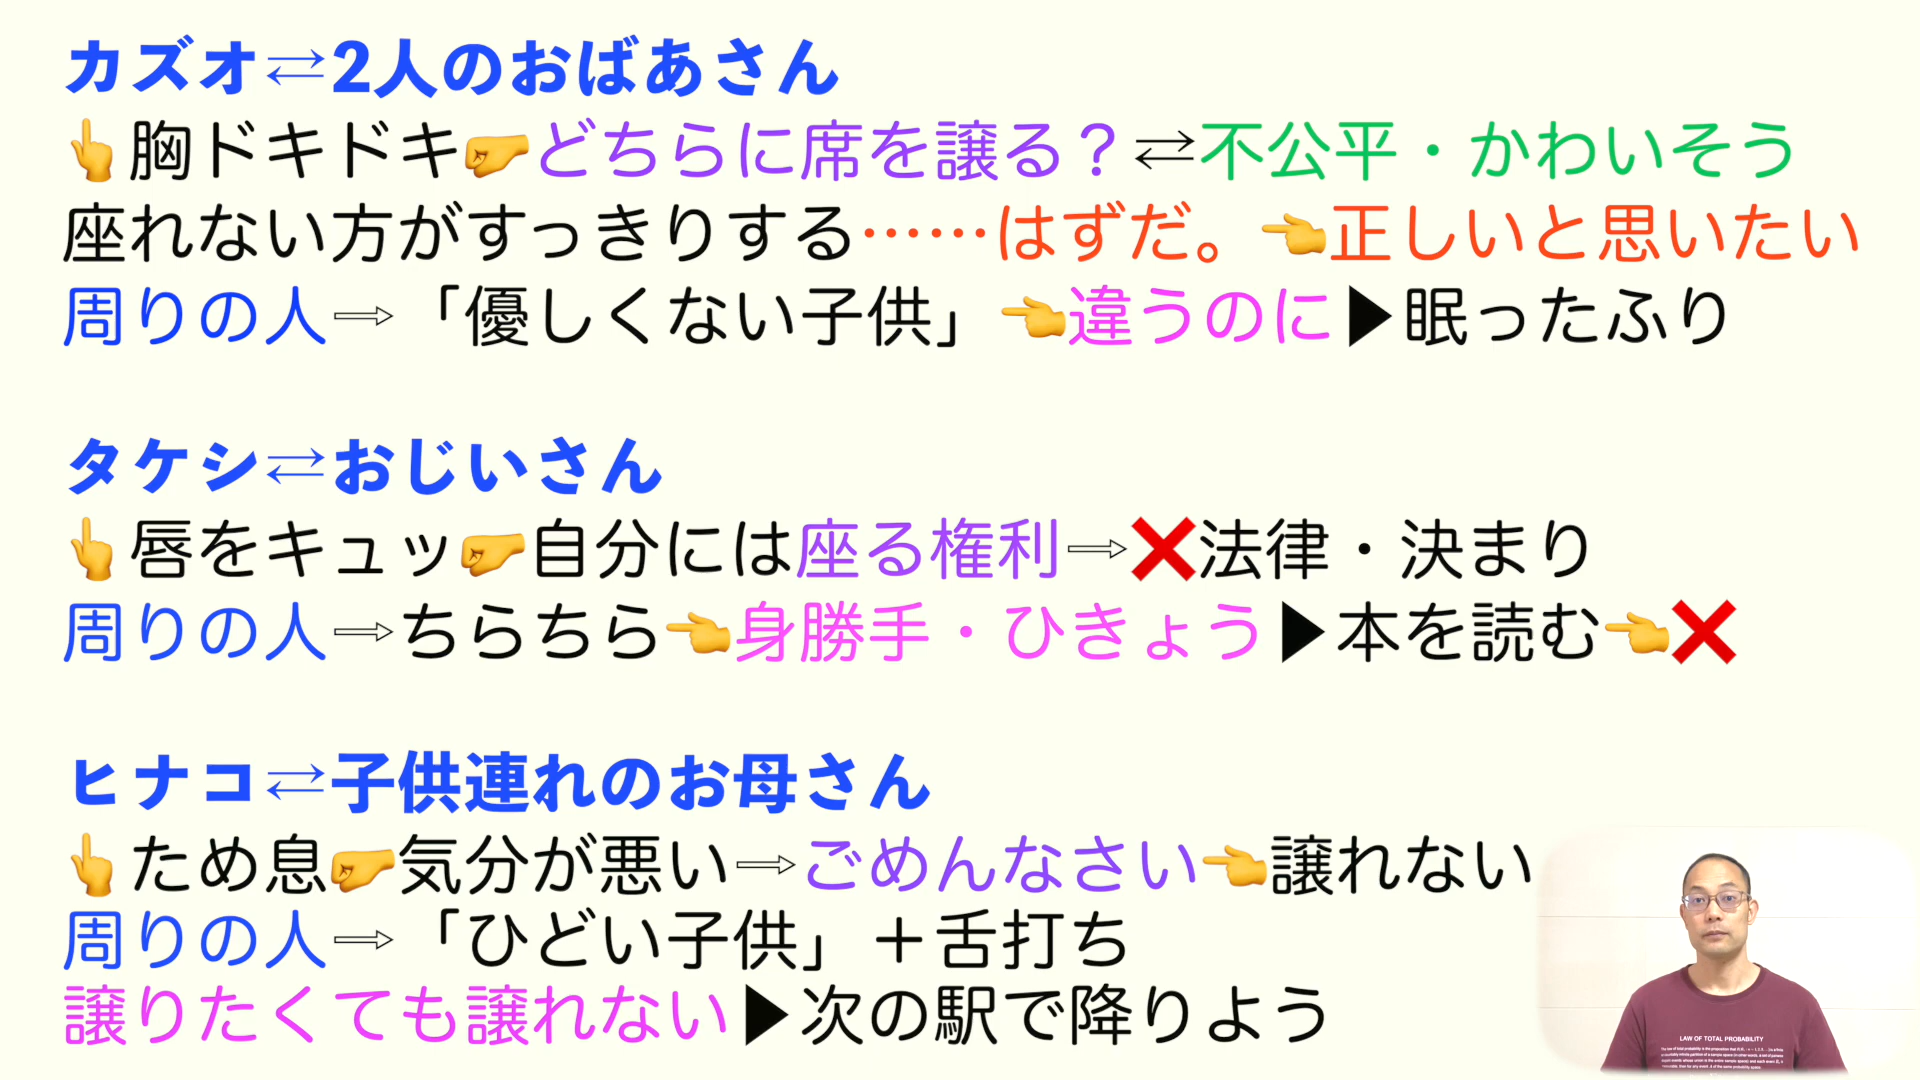 カズオ⇄2人のおばあさん
👆胸ドキドキ👉どちらに席を譲る？⇄不公平・かわいそう
座れない方がすっきりする……はずだ。👈正しいと思いたい
周りの人⇨「優しくない子供」👈違うのに▶眠ったふり
タケシ⇄おじいさん
👆唇をキュッ👉自分には座る権利⇨❌法律・決まり
周りの人⇨ちらちら👈身勝手・ひきょう▶本を読む👈❌
ヒナコ⇄子供連れのお母さん
👆ため息👉気分が悪い⇨ごめんなさい👈譲れない
周りの人⇨「ひどい子供」＋舌打ち
譲りたくても譲れない▶次の駅で降りよう
LAW OF TOTAL PROBABILITY